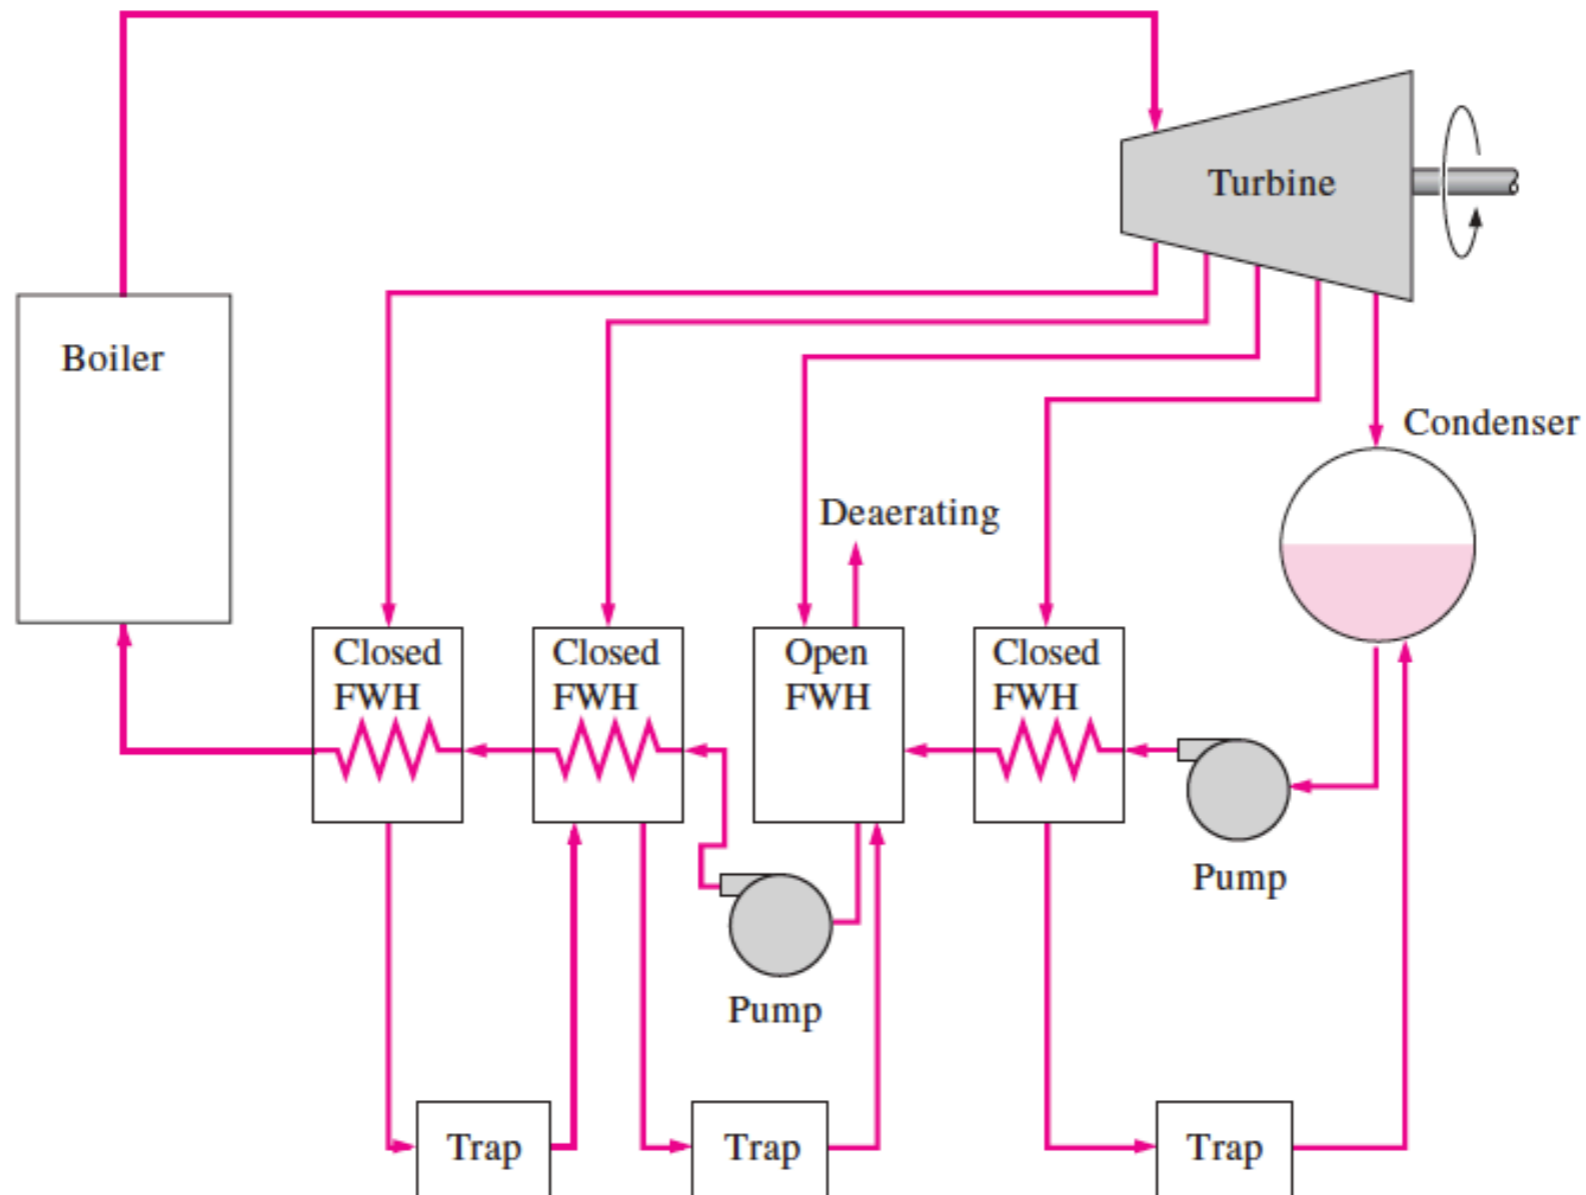 Turbine
Boiler
Condenser
Deaerating
Closed
FWH
Closed
FWH
Open
FWH
Closed
FWH
Pump
Pump
Trap
Trap
Trap